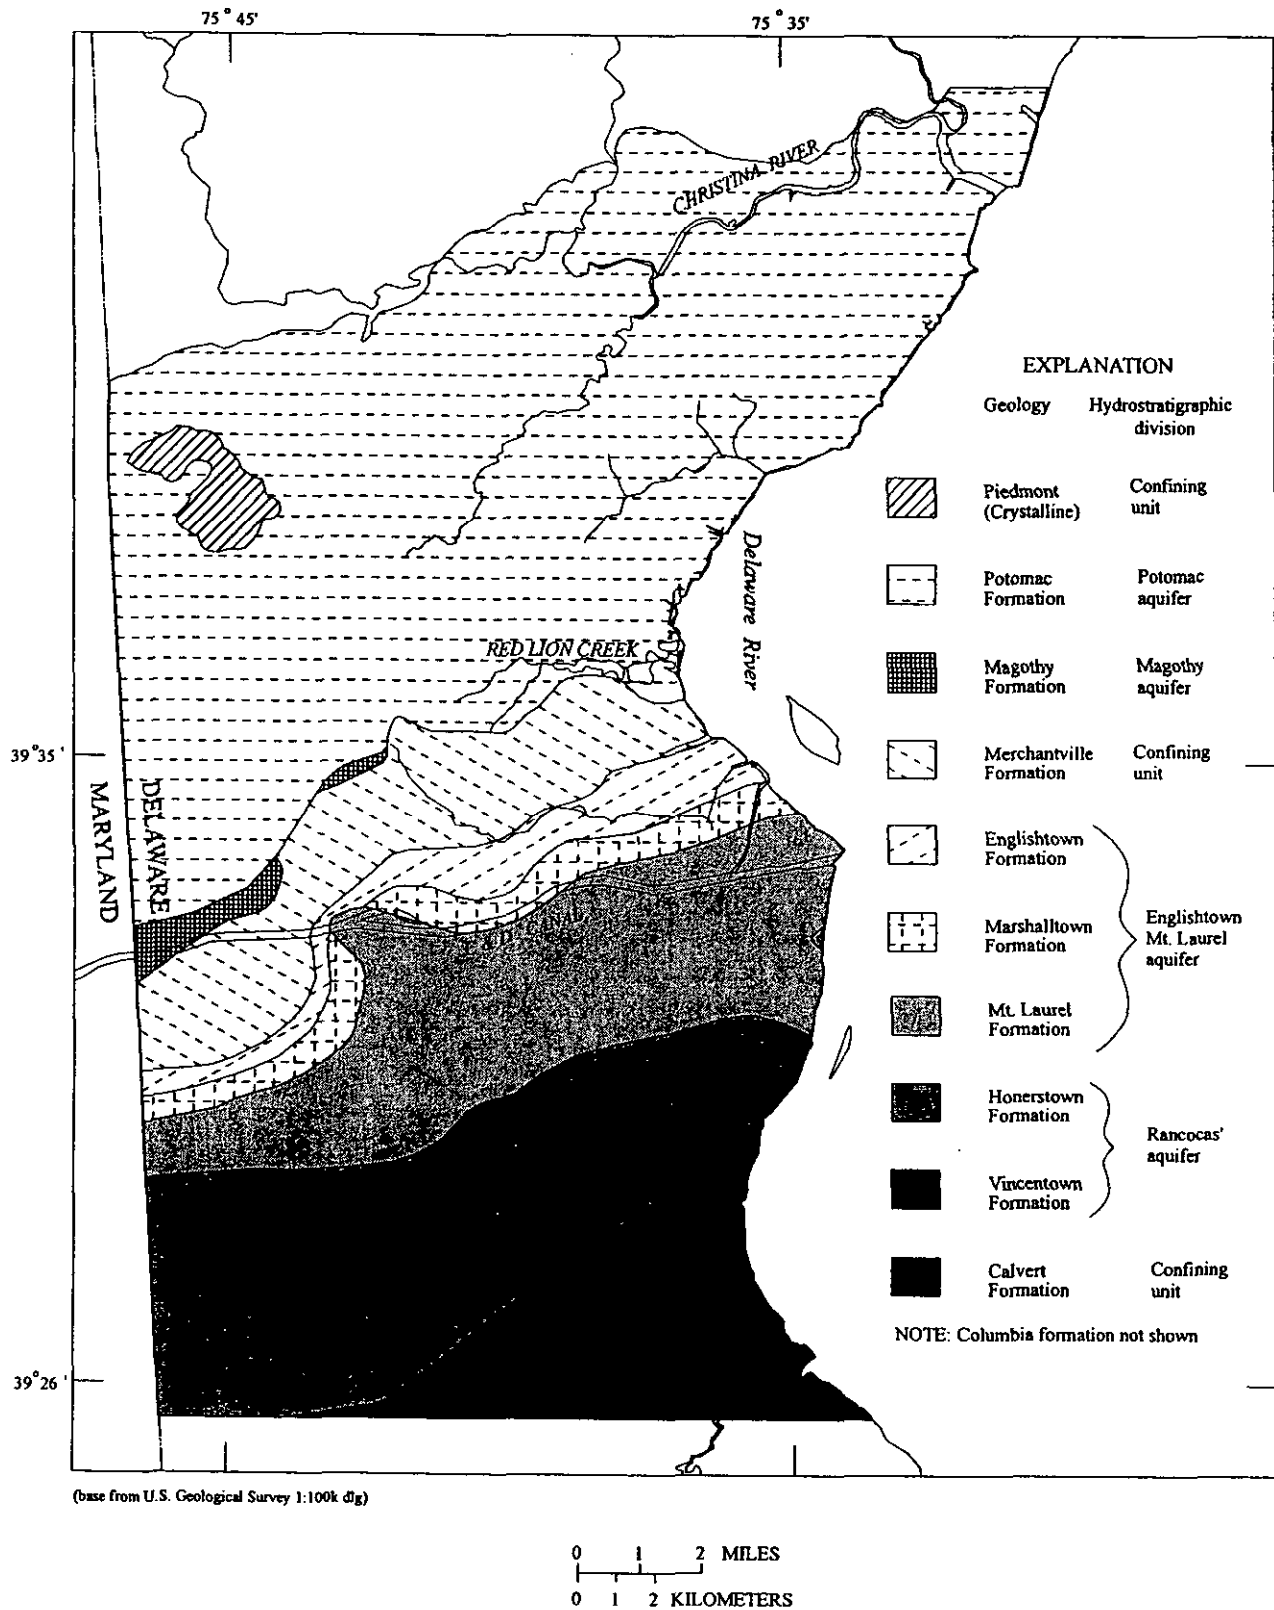 75° 45'
75° 35'
CHRISTINA RIVER
EXPLANATION
Geology
Hydrostratigraphic
division
Piedmont
(Crystalline)
Confining
unit
Potomac
Formation
Potomac
aquifer
Magothy
Formation
Magothy
aquifer
Merchantville
Formation
Confining
unit
Englishtown
Formation
Marshalltown
Formation
Englishtown
Mt. Laurel
aquifer
Mt. Laurel
Formation
Honerstown
Formation
Rancocas'
aquifer
Vincentown
Formation
Calvert
Formation
Confining
unit
NOTE: Columbia formation not shown
Delaware River
RED LION CREEK
39°35'
DELAWARE
MARYLAND
CANAL
39°26'
(base from U.S. Geological Survey 1:100k dlg)
0 1 2 MILES
0 1 2 KILOMETERS